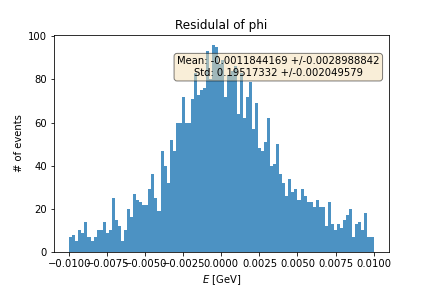 Residulal of phi
Mean: -0.0011844169 +/-0.0028988842
Std: 0.19517332 +/-0.002049579
# of events
100
80
60
40
20
0
−0.0100 −0.0075 −0.0050 −0.0025 0.0000 0.0025 0.0050 0.0075 0.0100
E [GeV]